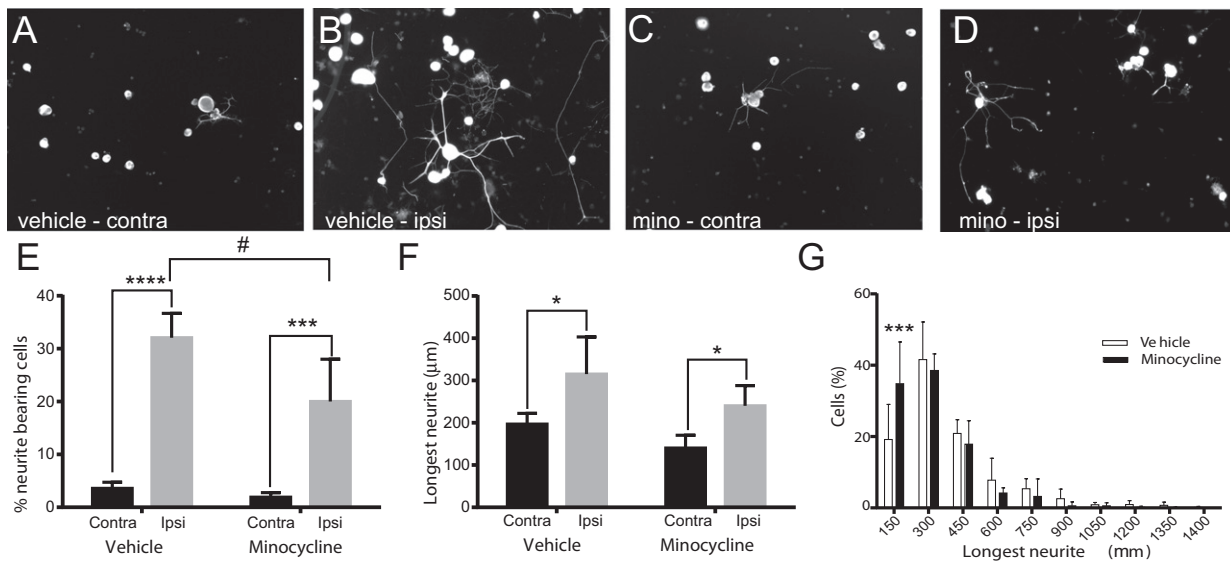 A
vehicle - contra
B
vehicle - ipsi
C
mino - contra
D
mino - ipsi
E
#
****
***
40
30
20
10
0
% neurite bearing cells
Contra
Ipsi
Contra
Ipsi
Vehicle
Minocycline
F
*
*
500
400
300
200
100
0
Longest neurite (μm)
Contra
Ipsi
Contra
Ipsi
Vehicle
Minocycline
G
***
60
40
20
0
Cells (%)
Ve hicle
Minocycline
150
300
450
600
750
900
1050
1200
1350
1400
Longest neurite (mm)